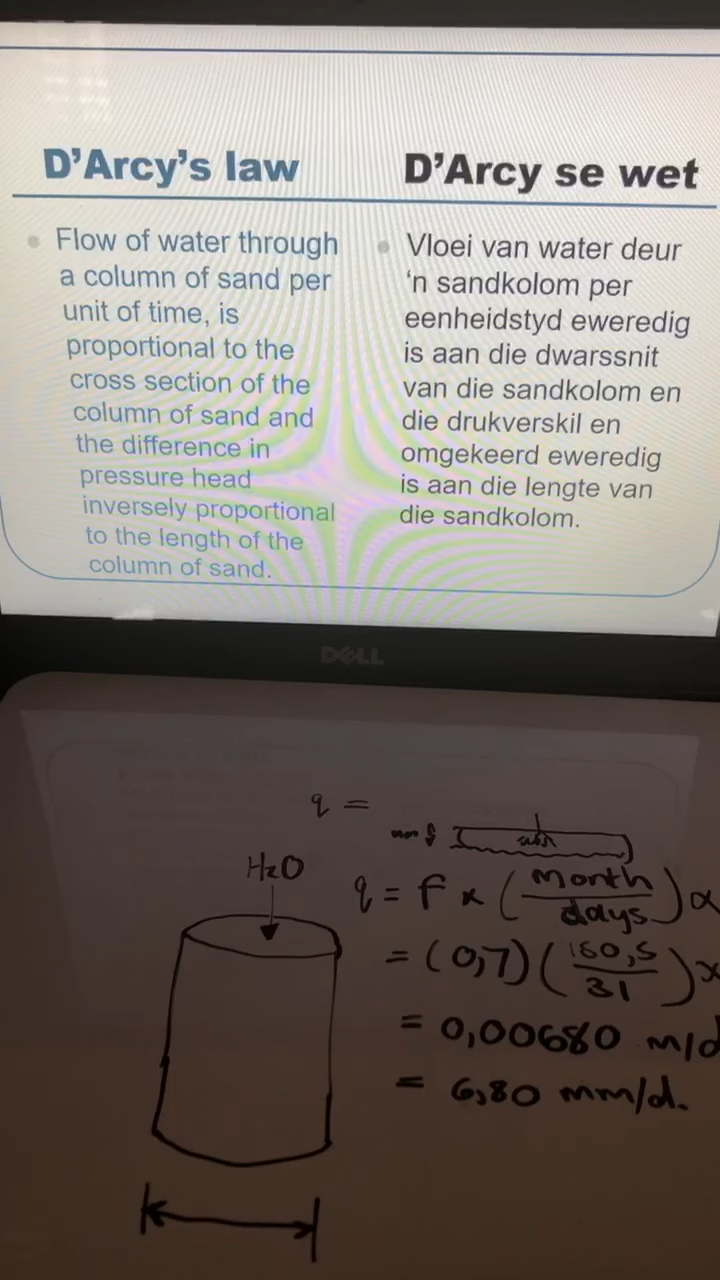 D'Arcy's law
Flow of water through
a column of sand per
unit of time, is
proportional to the
cross section of the
column of sand and
the difference in
pressure head
inversely proportional
to the length of the
column of sand.
D'Arcy se wet
Vloei van water deur
'n sandkolom per
eenheidstyd eweredig
is aan die dwarssnit
van die sandkolom en
die drukverskil en
omgekeerd eweredig
is aan die lengte van
die sandkolom.
DELL
q =
H2O
q = f × (month/days) α
= (0,7) (150,5/31) ×
= 0,00680 m/d
= 6,80 mm/d.